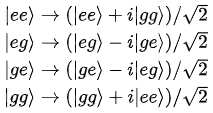 |ee⟩ → (|ee⟩ + i|gg⟩)/√2
|eg⟩ → (|eg⟩ − i|ge⟩)/√2
|ge⟩ → (|ge⟩ − i|eg⟩)/√2
|gg⟩ → (|gg⟩ + i|ee⟩)/√2